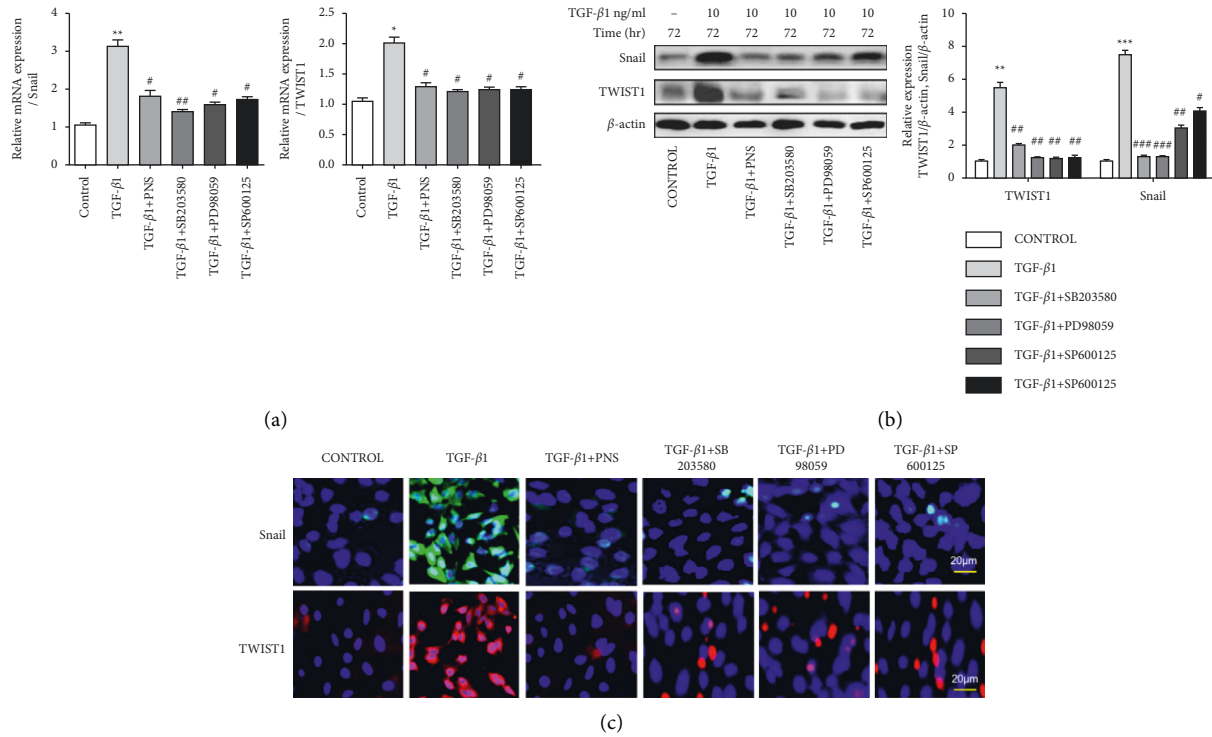 Relative mRNA expression
/ Snail
4
3
2
1
0
**
#
##
#
#
Control
TGF-β1
TGF-β1+PNS
TGF-β1+SB203580
TGF-β1+PD98059
TGF-β1+SP600125
Relative mRNA expression
/ TWIST1
2.5
2.0
1.5
1.0
0.5
0.0
*
#
#
#
#
Control
TGF-β1
TGF-β1+PNS
TGF-β1+SB203580
TGF-β1+PD98059
TGF-β1+SP600125
(a)
TGF-β1 ng/ml – 10 10 10 10 10
Time (hr) 72 72 72 72 72 72
Snail
TWIST1
β-actin
CONTROL
TGF-β1
TGF-β1+PNS
TGF-β1+SB203580
TGF-β1+PD98059
TGF-β1+SP600125
Relative expression
TWIST1/β-actin, Snail/β-actin
10
8
6
4
2
0
**
##
## ## ##
***
### ###
##
#
TWIST1
Snail
CONTROL
TGF-β1
TGF-β1+SB203580
TGF-β1+PD98059
TGF-β1+SP600125
TGF-β1+SP600125
(b)
CONTROL
TGF-β1
TGF-β1+PNS
TGF-β1+SB
203580
TGF-β1+PD
98059
TGF-β1+SP
600125
Snail
20μm
TWIST1
20μm
(c)